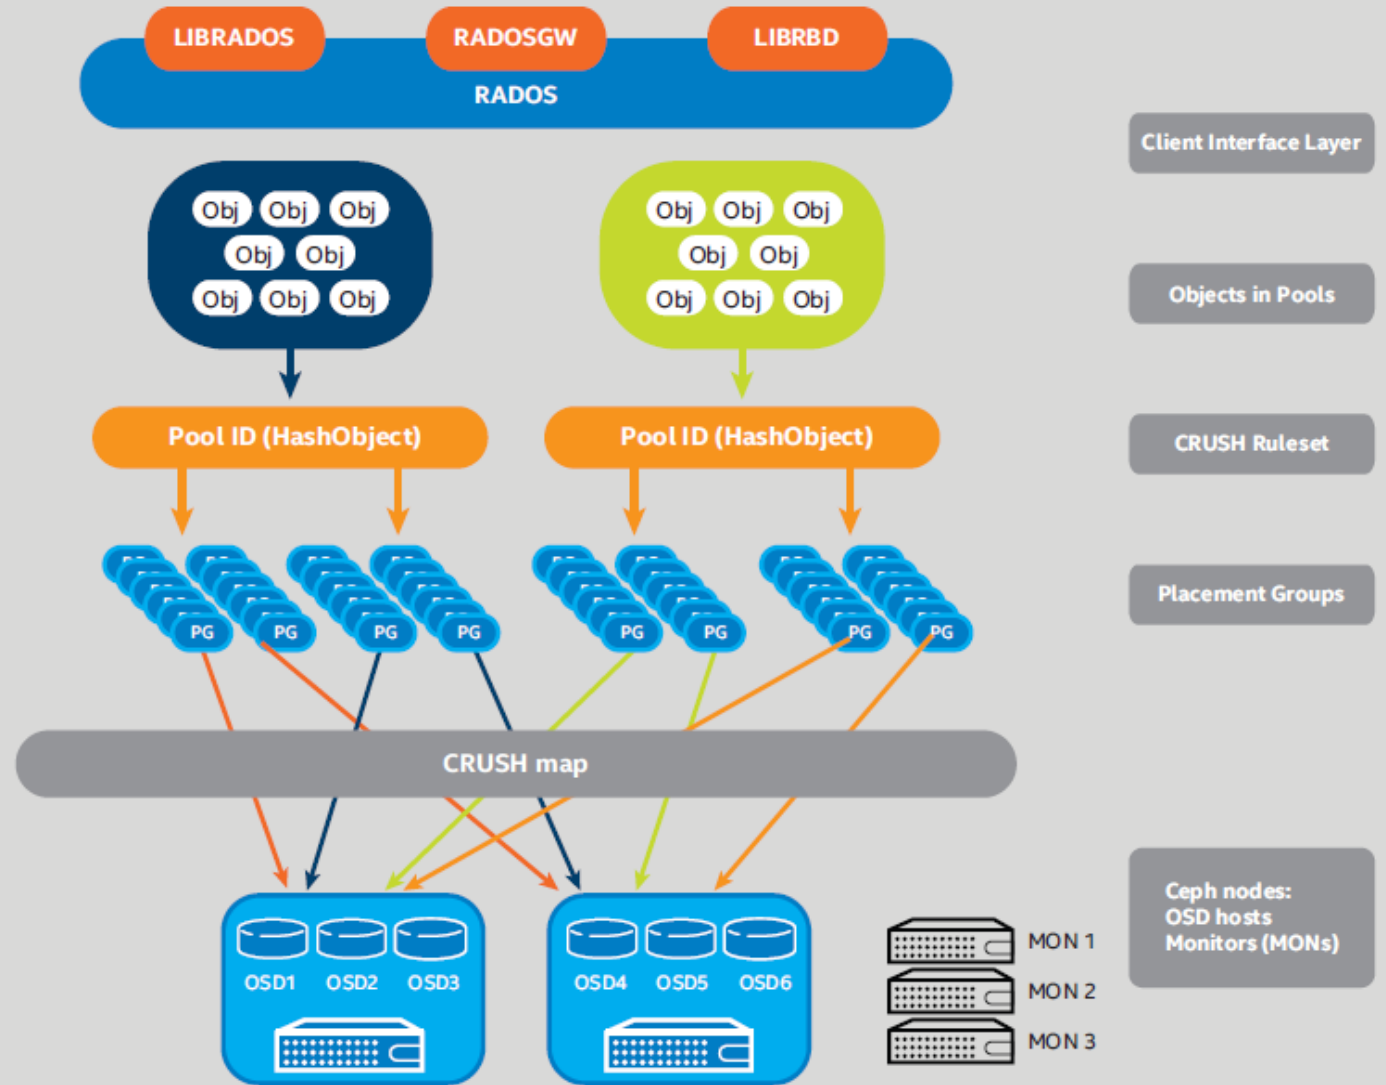 LIBRADOS
RADOSGW
LIBRBD
RADOS
Client Interface Layer
Obj Obj Obj
Obj Obj
Obj Obj Obj
Obj Obj Obj
Obj Obj
Obj Obj Obj
Objects in Pools
Pool ID (HashObject)
Pool ID (HashObject)
CRUSH Ruleset
PG
PG
PG
PG
PG
PG
PG
PG
Placement Groups
CRUSH map
OSD1
OSD2
OSD3
OSD4
OSD5
OSD6
MON 1
MON 2
MON 3
Ceph nodes:
OSD hosts
Monitors (MONs)